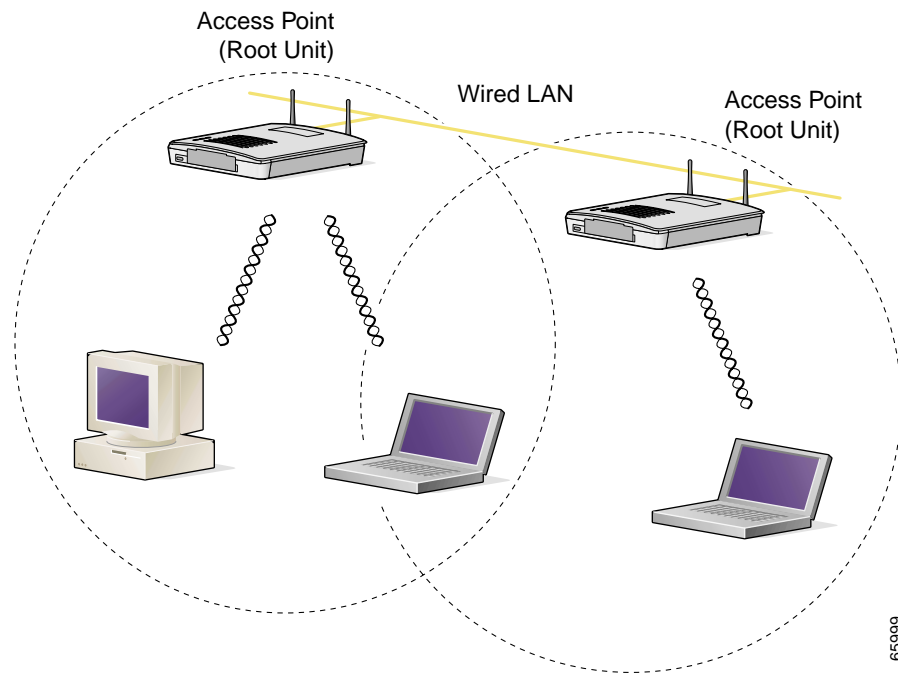 Access Point
(Root Unit)
Wired LAN
Access Point
(Root Unit)
65999